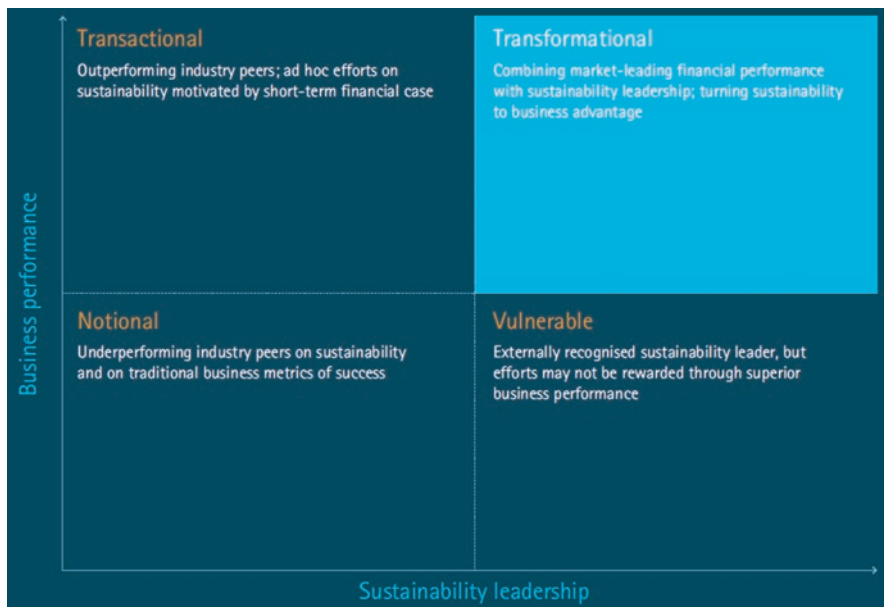 Transactional
Outperforming industry peers; ad hoc efforts on
sustainability motivated by short-term financial case
Transformational
Combining market-leading financial performance
with sustainability leadership; turning sustainability
to business advantage
Notional
Underperforming industry peers on sustainability
and on traditional business metrics of success
Vulnerable
Externally recognised sustainability leader, but
efforts may not be rewarded through superior
business performance
Business performance
Sustainability leadership